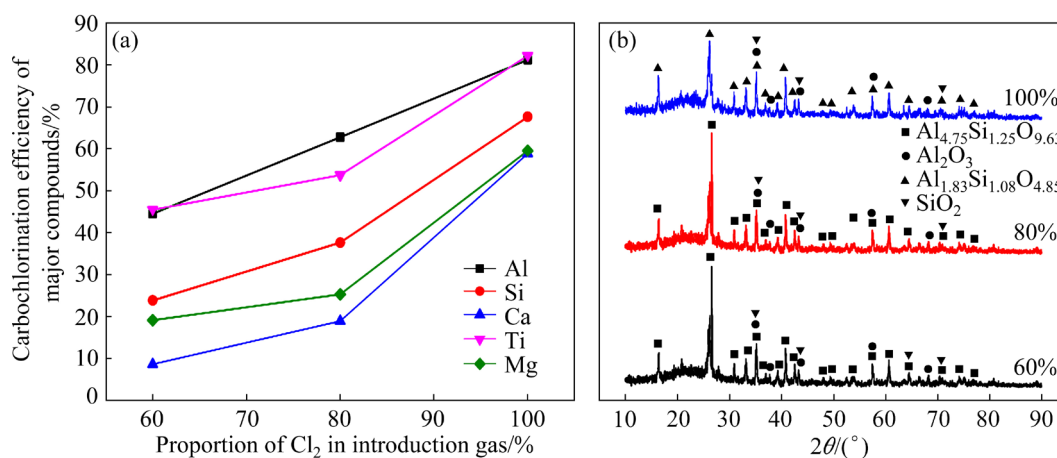 Carbochlorination efficiency of
major compounds/%
90
80
70
60
50
40
30
20
10
0
(a)
Al
Si
Ca
Ti
Mg
60 70 80 90 100
Proportion of Cl₂ in introduction gas/%
(b)
100%
Al₄.₇₅Si₁.₂₅O₉.₆₃
Al₂O₃
Al₁.₈₃Si₁.₀₈O₄.₈₅
SiO₂
80%
60%
10 20 30 40 50 60 70 80 90
2θ/(°)